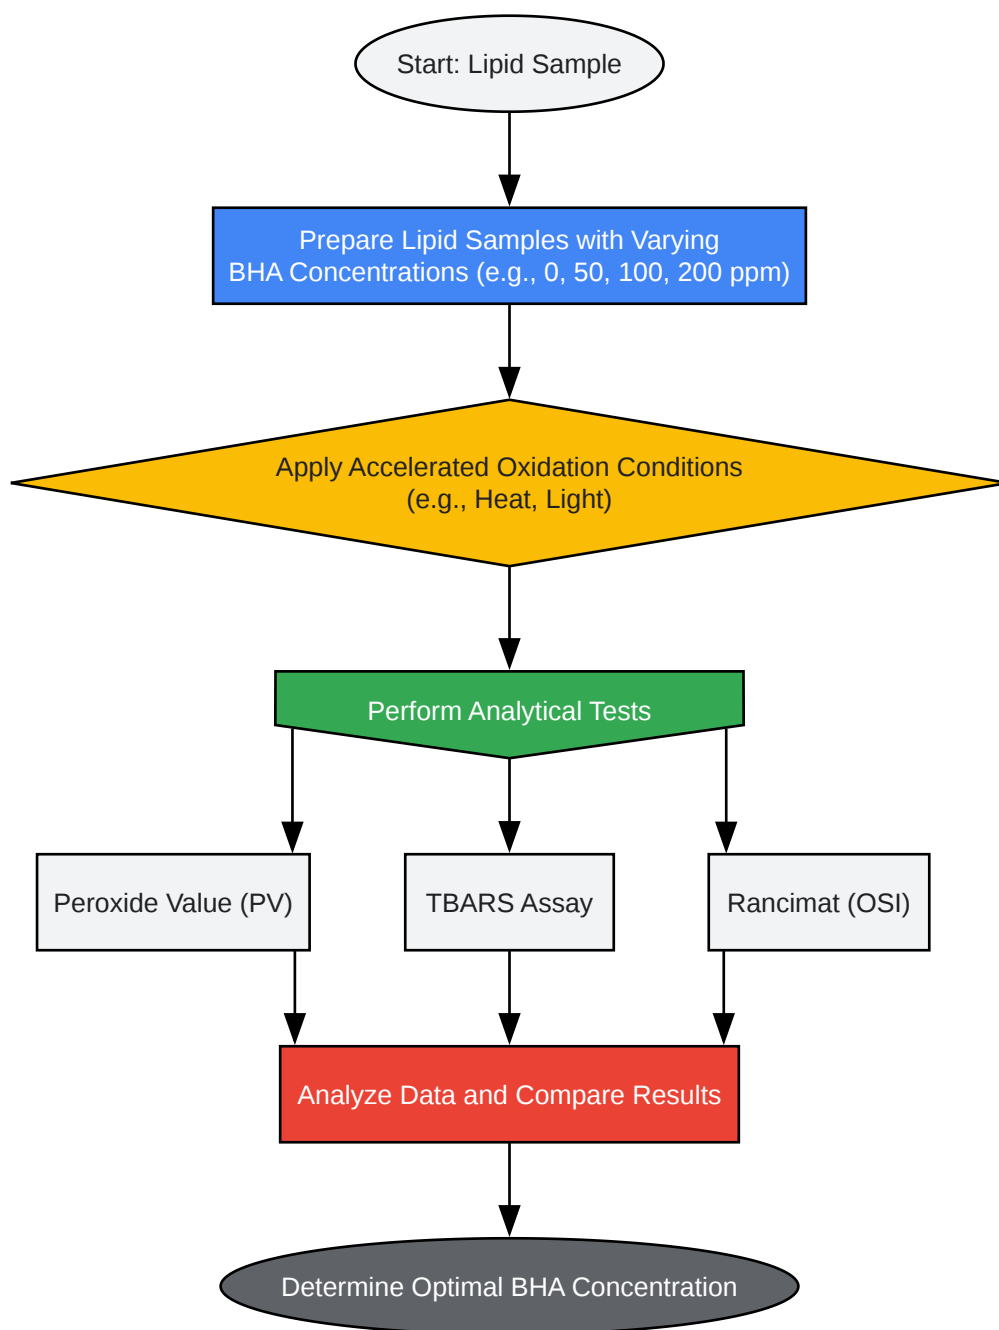 Start: Lipid Sample
Prepare Lipid Samples with Varying
BHA Concentrations (e.g., 0, 50, 100, 200 ppm)
Apply Accelerated Oxidation Conditions
(e.g., Heat, Light)
Perform Analytical Tests
Peroxide Value (PV)
TBARS Assay
Rancimat (OSI)
Analyze Data and Compare Results
Determine Optimal BHA Concentration